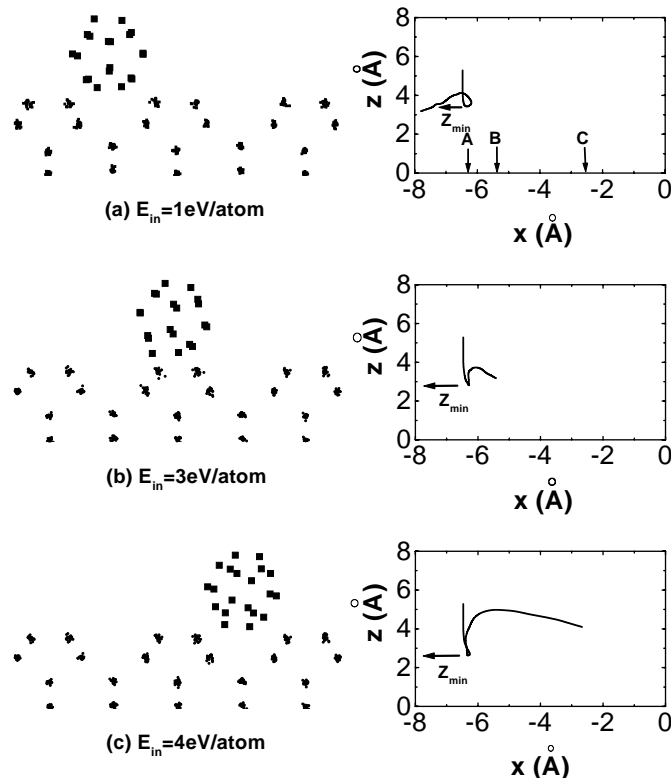 8
6
4
2
0
z (Å)
Z_min
A B C
-8 -6 -4 -2 0
x (Å)
(a) E_in=1eV/atom
8
6
4
2
0
z (Å)
Z_min
-8 -6 -4 -2 0
x (Å)
(b) E_in=3eV/atom
8
6
4
2
0
z (Å)
Z_min
-8 -6 -4 -2 0
x (Å)
(c) E_in=4eV/atom